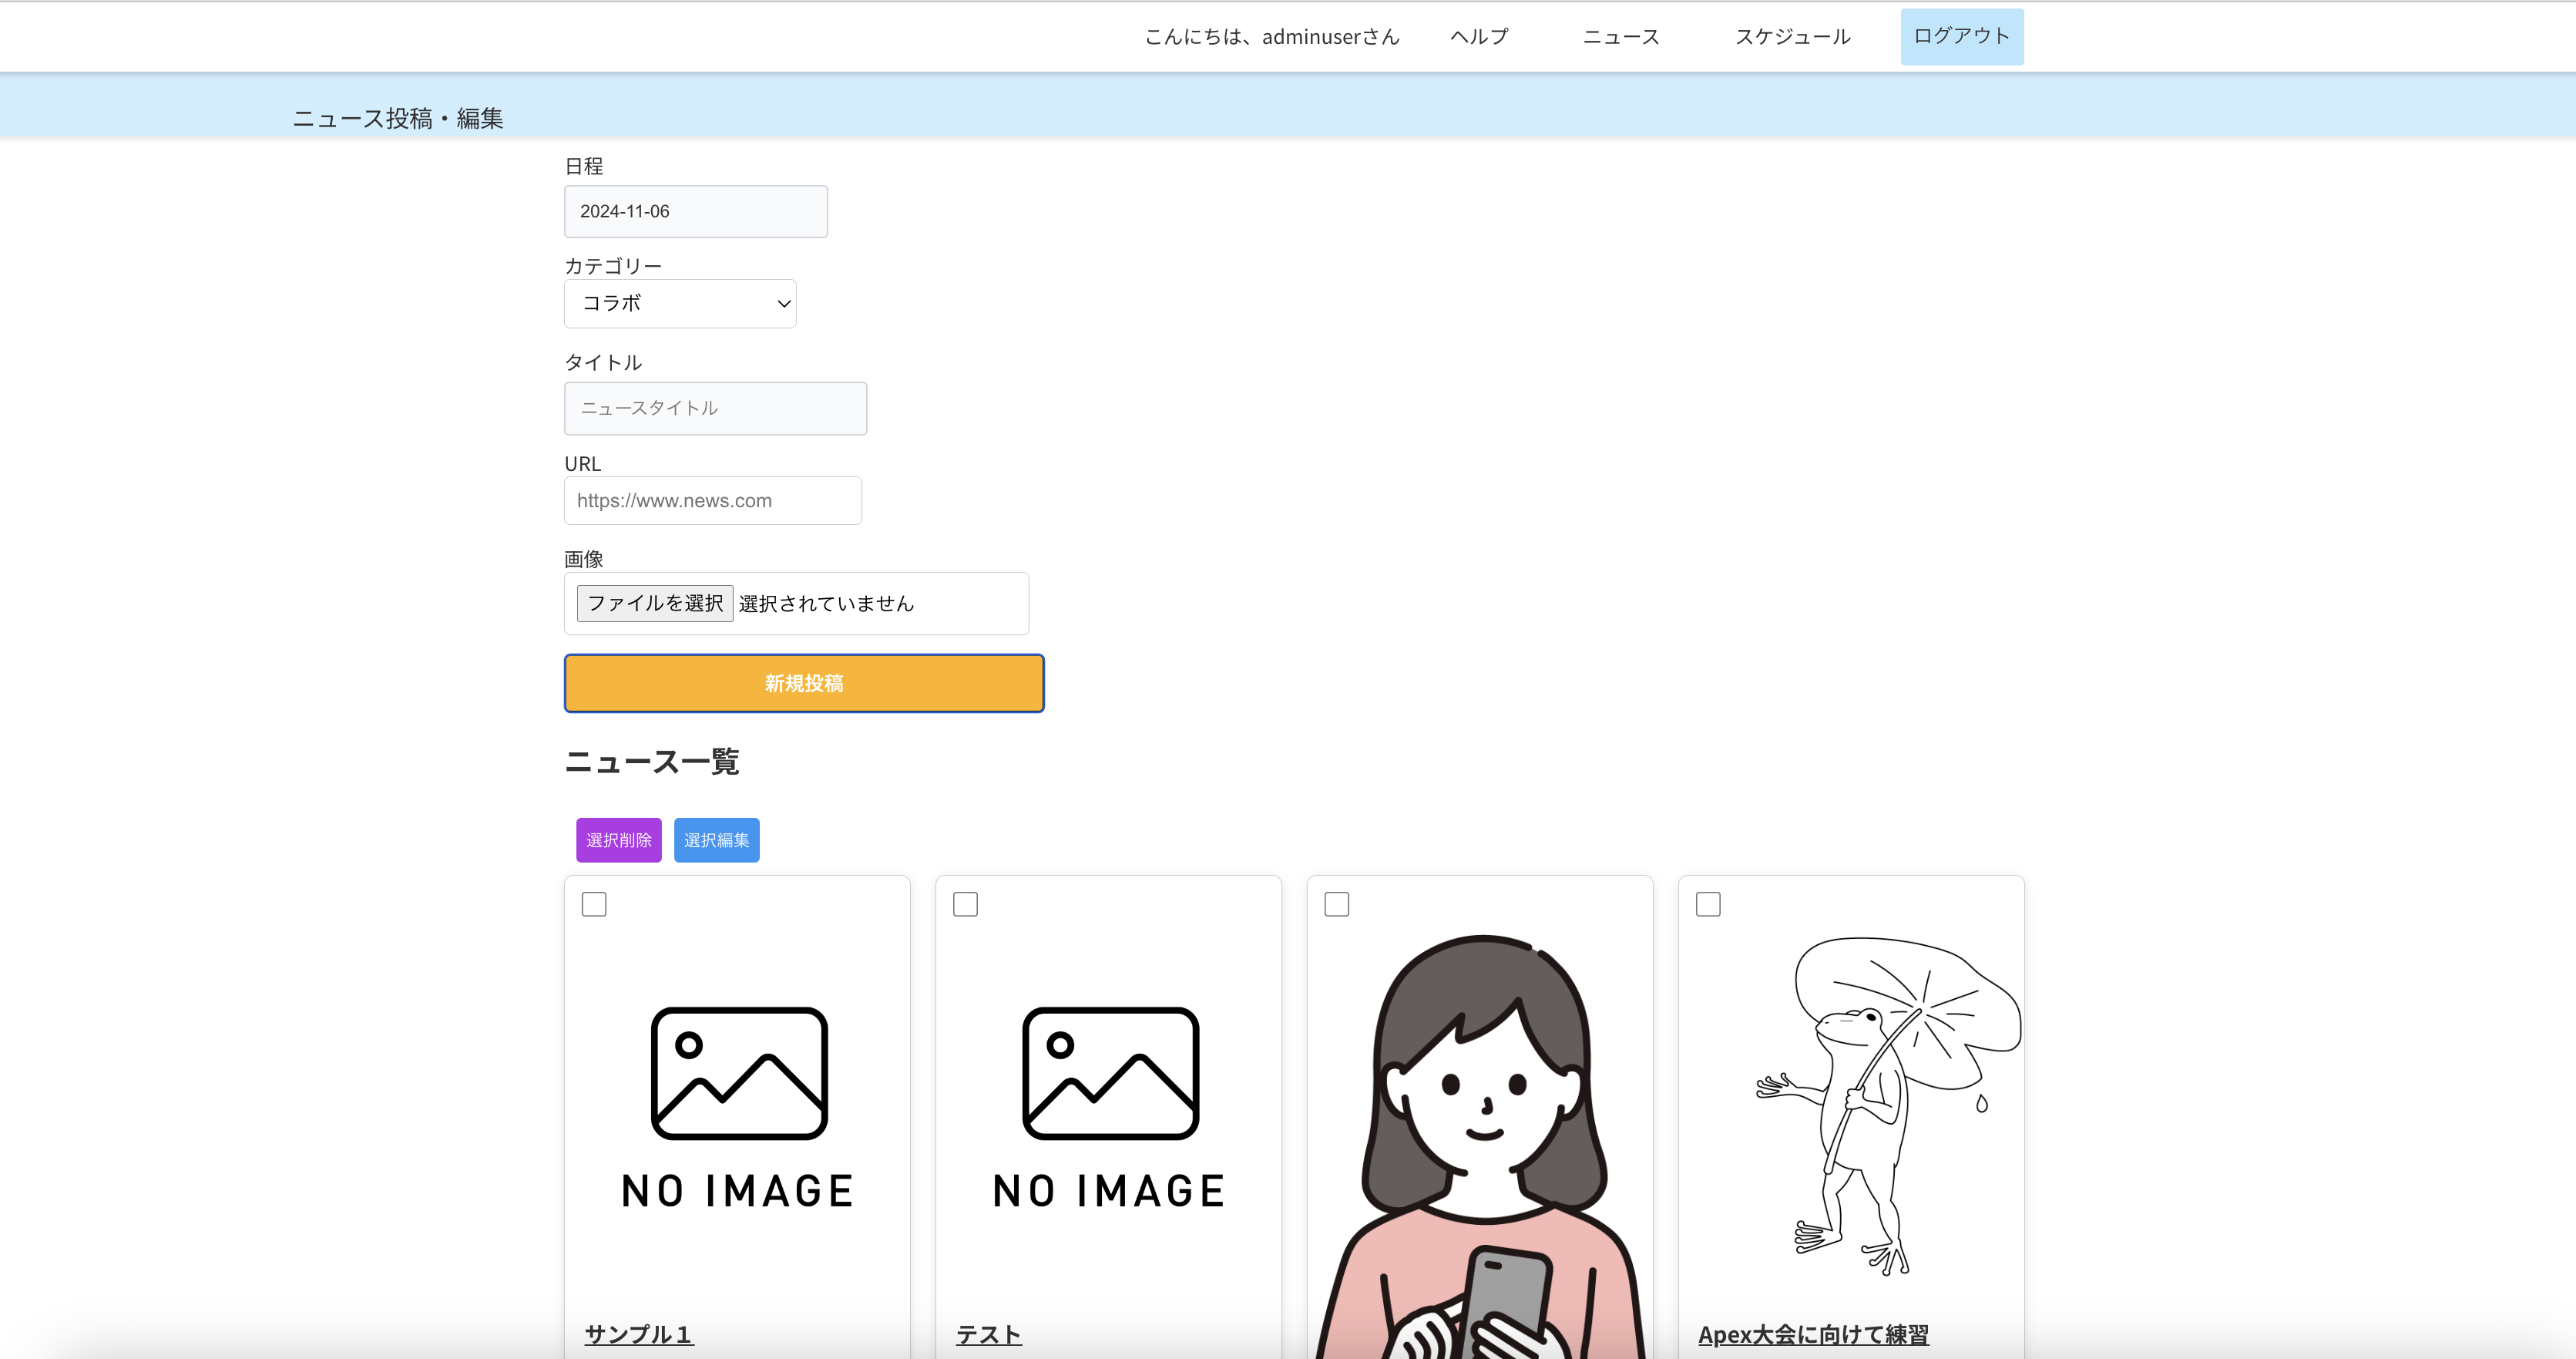 こんにちは、adminuserさん ヘルプ ニュース スケジュール ログアウト
ニュース投稿・編集
日程
2024-11-06
カテゴリー
コラボ
タイトル
ニュースタイトル
URL
https://www.news.com
画像
ファイルを選択 選択されていません
新規投稿
ニュース一覧
選択削除 選択編集
NO IMAGE NO IMAGE
サンプル１ テスト Apex大会に向けて練習